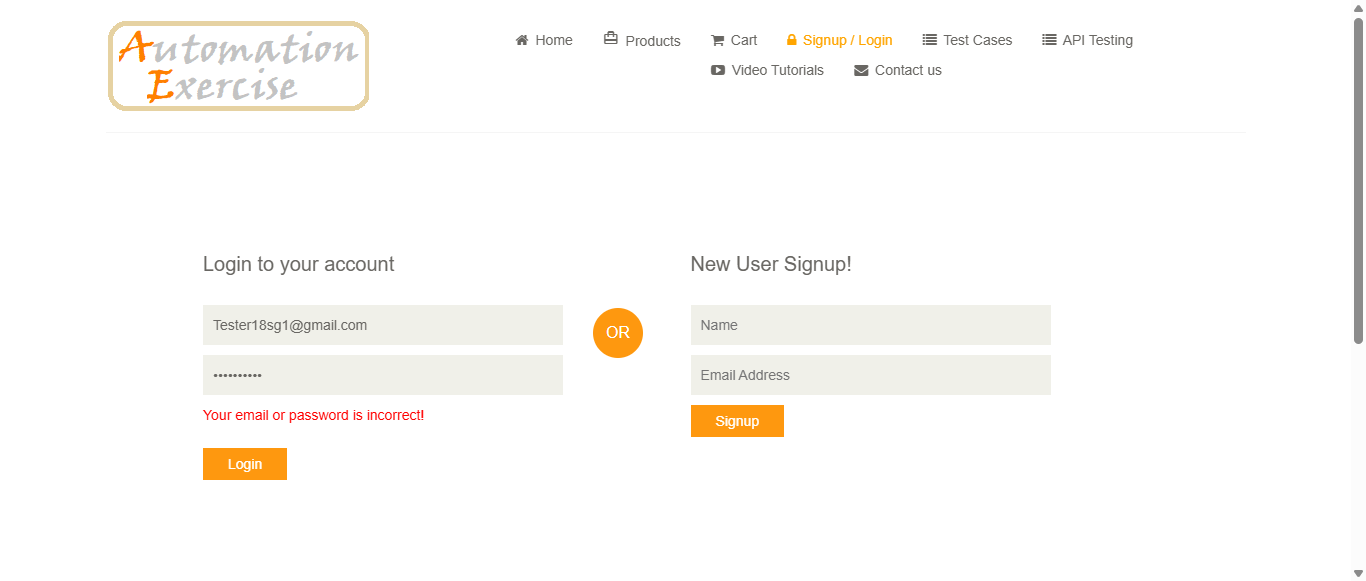 Automation
Exercise
Home
Products
Cart
Signup / Login
Test Cases
API Testing
Video Tutorials
Contact us
Login to your account
Tester18sg1@gmail.com
••••••••••
Your email or password is incorrect!
Login
OR
New User Signup!
Name
Email Address
Signup